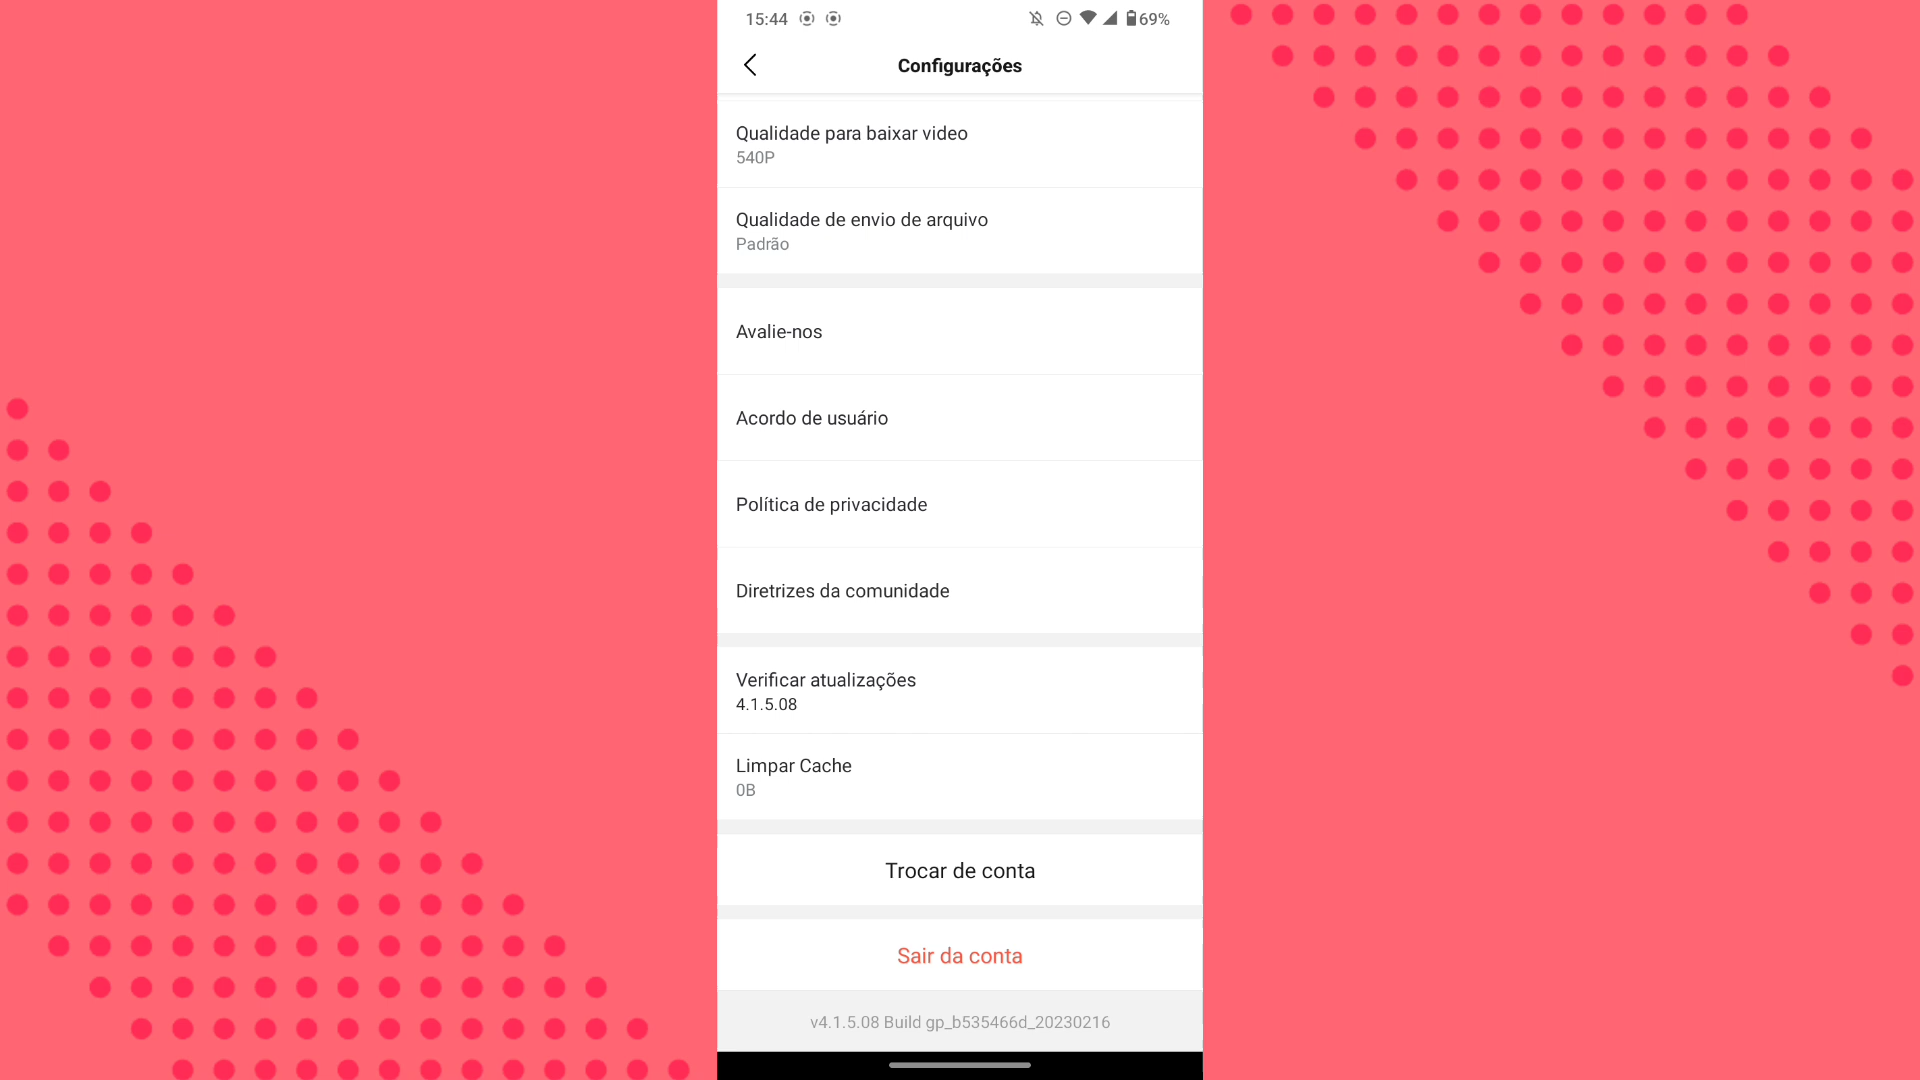 15:44
69%
Configurações
Qualidade para baixar video
540P
Qualidade de envio de arquivo
Padrão
Avalie-nos
Acordo de usuário
Política de privacidade
Diretrizes da comunidade
Verificar atualizações
4.1.5.08
Limpar Cache
0B
Trocar de conta
Sair da conta
v4.1.5.08 Build gp_b535466d_20230216